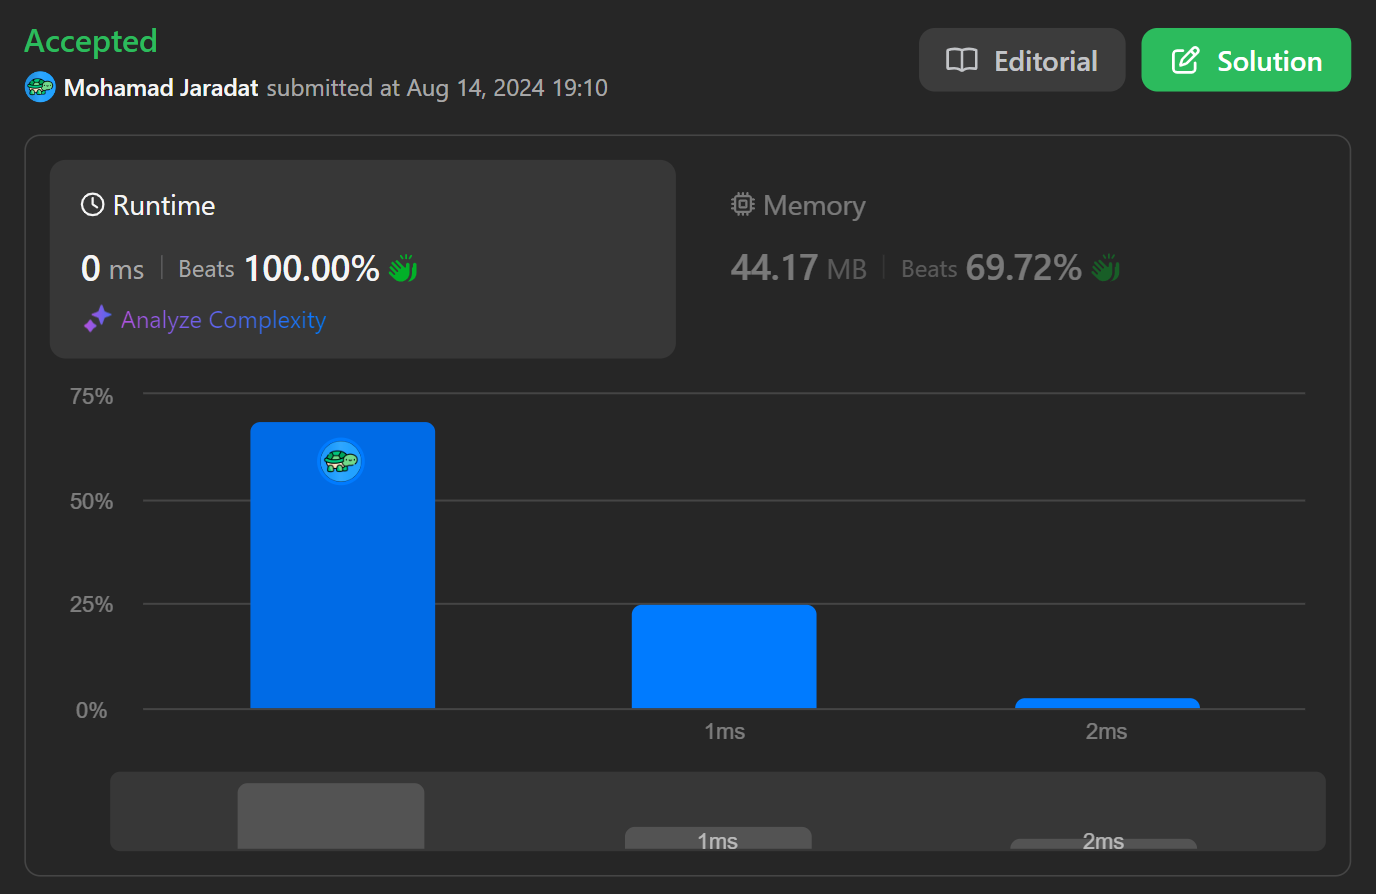 Accepted
Editorial
Solution
Mohamad Jaradat submitted at Aug 14, 2024 19:10
Runtime
0 ms | Beats 100.00%
Analyze Complexity
Memory
44.17 MB | Beats 69.72%
75%
50%
25%
0%
1ms
2ms
1ms
2ms